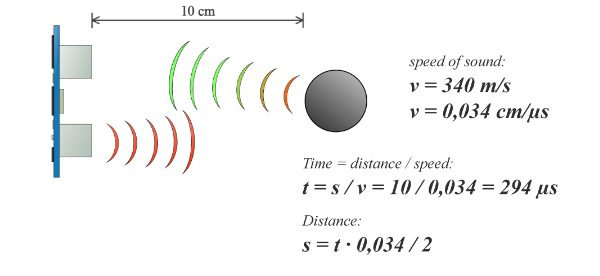 10 cm
speed of sound:
v = 340 m/s
v = 0,034 cm/µs
Time = distance / speed:
t = s / v = 10 / 0,034 = 294 µs
Distance:
s = t · 0,034 / 2